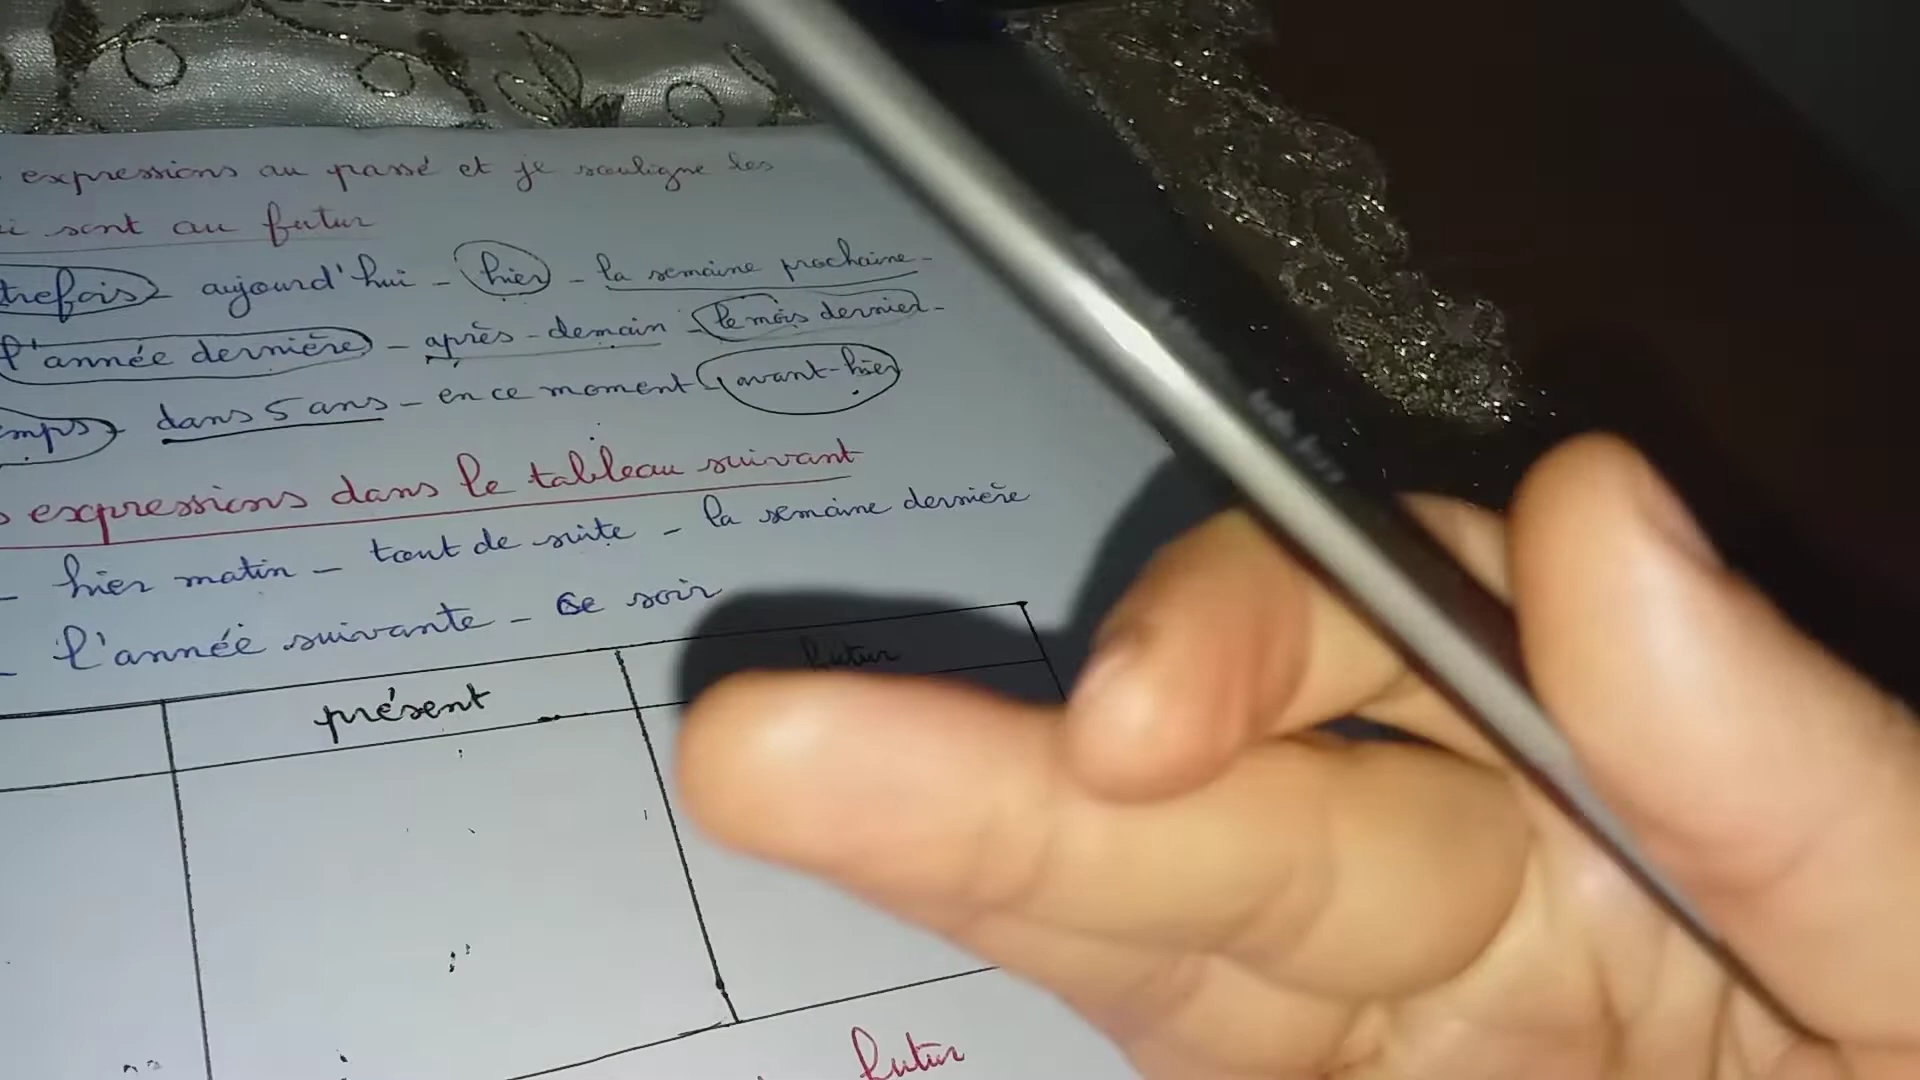 expressions au passé et je souligne les
sont au futur
trefois - aujourd'hui - hier - la semaine prochaine -
l'année dernière - après-demain - le mois dernier -
emps - dans 5 ans - en ce moment - avant-hier
expressions dans le tableau suivant
- hier matin - tout de suite - la semaine dernière
- l'année suivante - ce soir
présent futur
futur